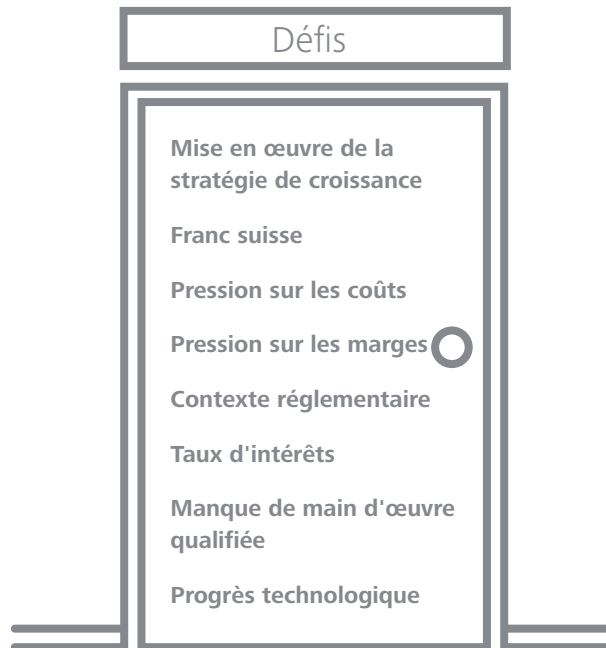 Défis
Mise en œuvre de la
stratégie de croissance
Franc suisse
Pression sur les coûts
Pression sur les marges
Contexte réglementaire
Taux d'intérêts
Manque de main d'œuvre
qualifiée
Progrès technologique